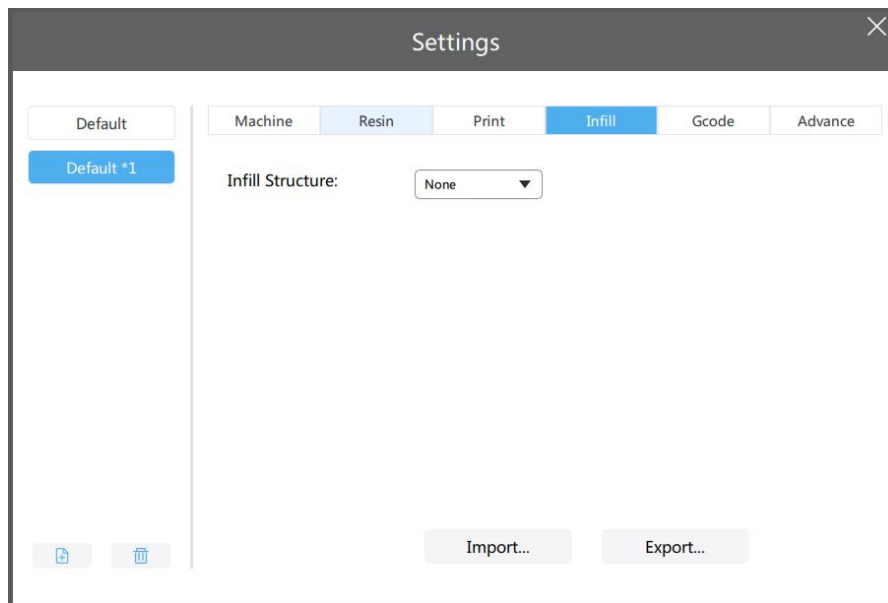 Settings
Default
Default *1
Machine Resin Print Infill Gcode Advance
Infill Structure: None
Import... Export...